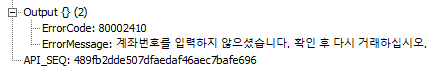 Output {} (2)
ErrorCode: 80002410
ErrorMessage: 계좌번호를 입력하지 않으셨습니다. 확인 후 다시 거래하십시오.
API_SEQ: 489fb2dde507dfaedaf46aec7bafe696